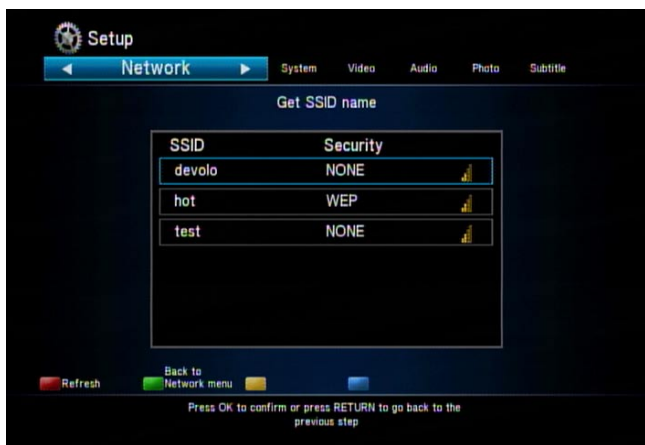 Setup
Network System Video Audio Photo Subtitle
Get SSID name
SSID Security
devolo NONE
hot WEP
test NONE
Refresh
Back to
Network menu
Press OK to confirm or press RETURN to go back to the
previous step